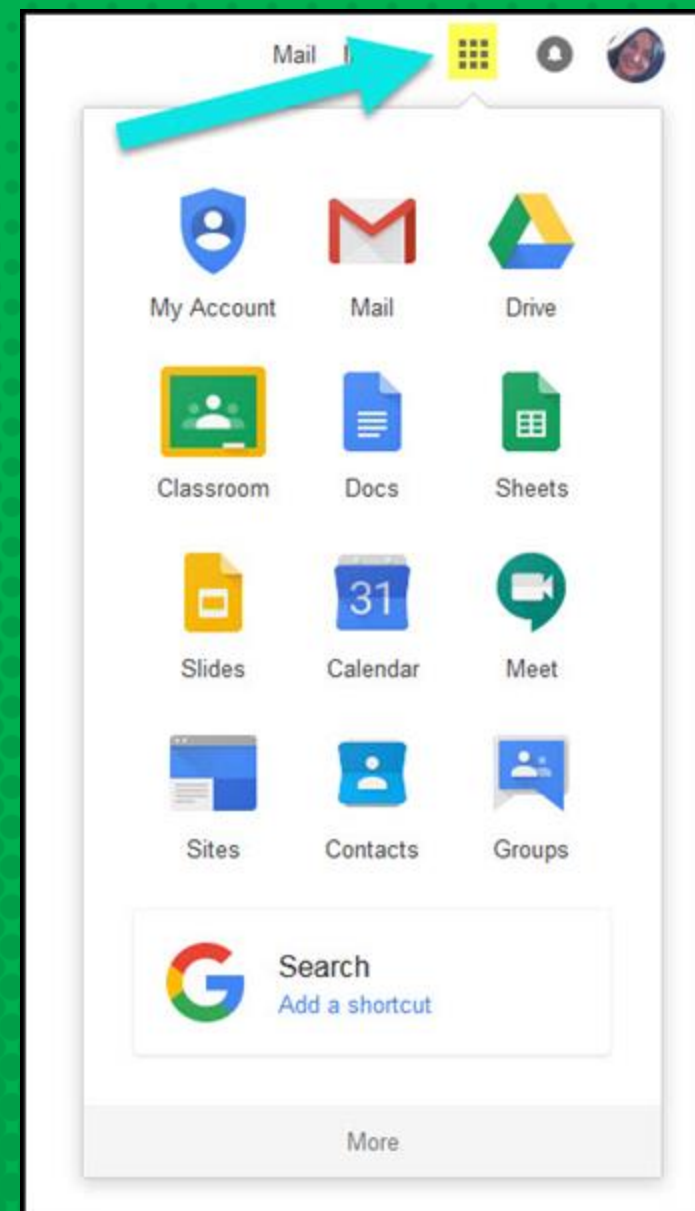 Mail
My Account Mail Drive
Classroom Docs Sheets
Slides 31 Calendar Meet
Sites Contacts Groups
Search
Add a shortcut
More